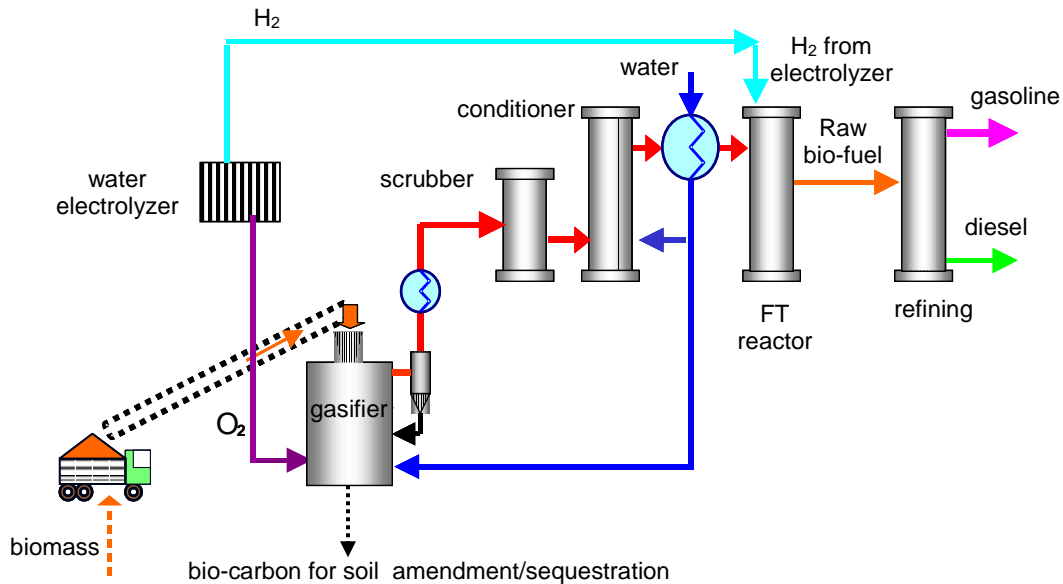 H₂
H₂ from
electrolyzer
water
gasoline
conditioner
Raw
bio-fuel
water
electrolyzer
scrubber
diesel
FT
reactor
refining
gasifier
O₂
biomass
bio-carbon for soil amendment/sequestration